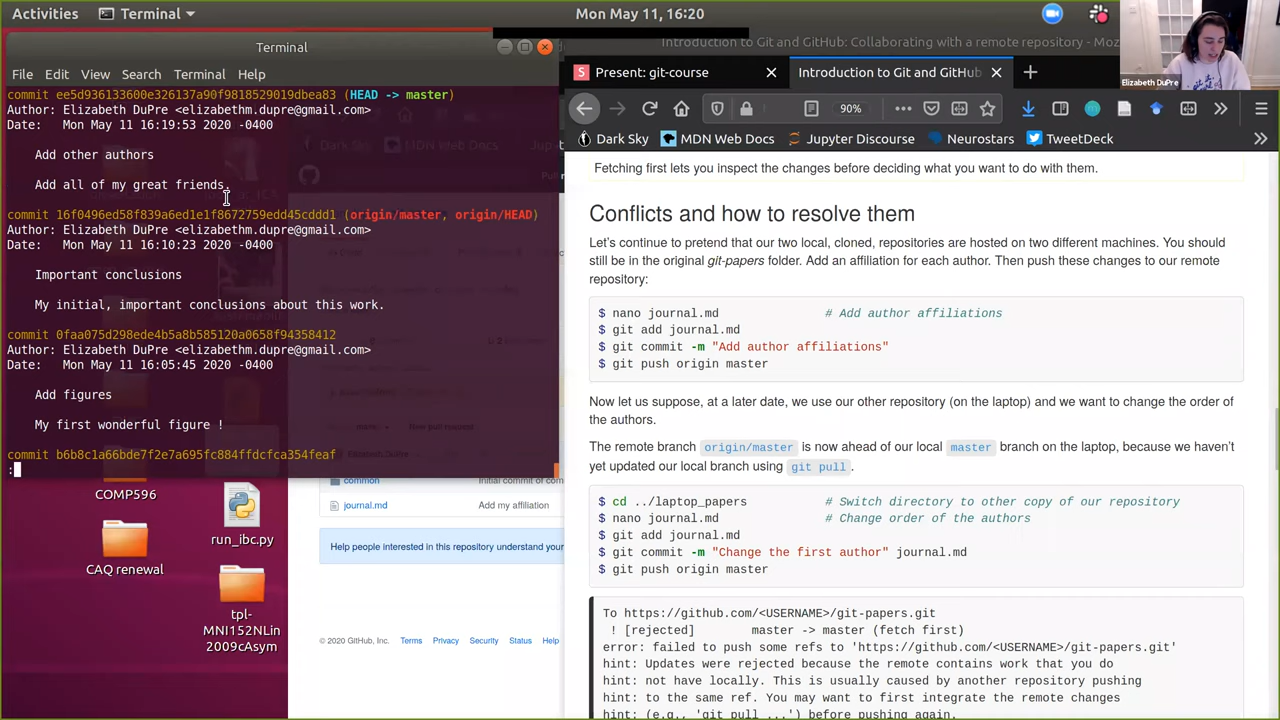 Activities
Terminal
Mon May 11, 16:20
Elizabeth DuPre
Terminal
File Edit View Search Terminal Help
commit ee5d936133600e326137a90f9818529019dbea83 (HEAD -> master)
Author: Elizabeth DuPre <elizabethm.dupre@gmail.com>
Date:   Mon May 11 16:19:53 2020 -0400
Add other authors
Add all of my great friends.
commit 16f0496ed58f839a6ed1e1f8672759edd45cddd1 (origin/master, origin/HEAD)
Author: Elizabeth DuPre <elizabethm.dupre@gmail.com>
Date:   Mon May 11 16:10:23 2020 -0400
Important conclusions
My initial, important conclusions about this work.
commit 0faa075d298ede4b5a8b585120a0658f94358412
Author: Elizabeth DuPre <elizabethm.dupre@gmail.com>
Date:   Mon May 11 16:05:45 2020 -0400
Add figures
My first wonderful figure !
commit b6b8c1a66bde7f2e7a695fc884ffdcfca354feaf
:
COMP596
CAQ renewal
run_ibc.py
tpl-
MNI152NLin
2009cAsym
common
Initial commit of
journal.md
Add my affiliation
Help people interested in this repository understand your
© 2020 GitHub, Inc. Terms Privacy Security Status Help
Introduction to Git and GitHub: Collaborating with a remote repository - Moz
Present: git-course
Introduction to Git and GitHub
90%
Dark Sky
MDN Web Docs
Jupyter Discourse
Neurostars
TweetDeck
Fetching first lets you inspect the changes before deciding what you want to do with them.
Conflicts and how to resolve them
Let's continue to pretend that our two local, cloned, repositories are hosted on two different machines. You should
still be in the original git-papers folder. Add an affiliation for each author. Then push these changes to our remote
repository:
$ nano journal.md # Add author affiliations
$ git add journal.md
$ git commit -m "Add author affiliations"
$ git push origin master
Now let us suppose, at a later date, we use our other repository (on the laptop) and we want to change the order of
the authors.
The remote branch origin/master is now ahead of our local master branch on the laptop, because we haven't
yet updated our local branch using git pull.
$ cd ../laptop_papers # Switch directory to other copy of our repository
$ nano journal.md # Change order of the authors
$ git add journal.md
$ git commit -m "Change the first author" journal.md
$ git push origin master
To https://github.com/<USERNAME>/git-papers.git
! [rejected] master -> master (fetch first)
error: failed to push some refs to 'https://github.com/<USERNAME>/git-papers.git'
hint: Updates were rejected because the remote contains work that you do
hint: not have locally. This is usually caused by another repository pushing
hint: to the same ref. You may want to first integrate the remote changes
hint: (e.g., 'git pull ...') before pushing again.